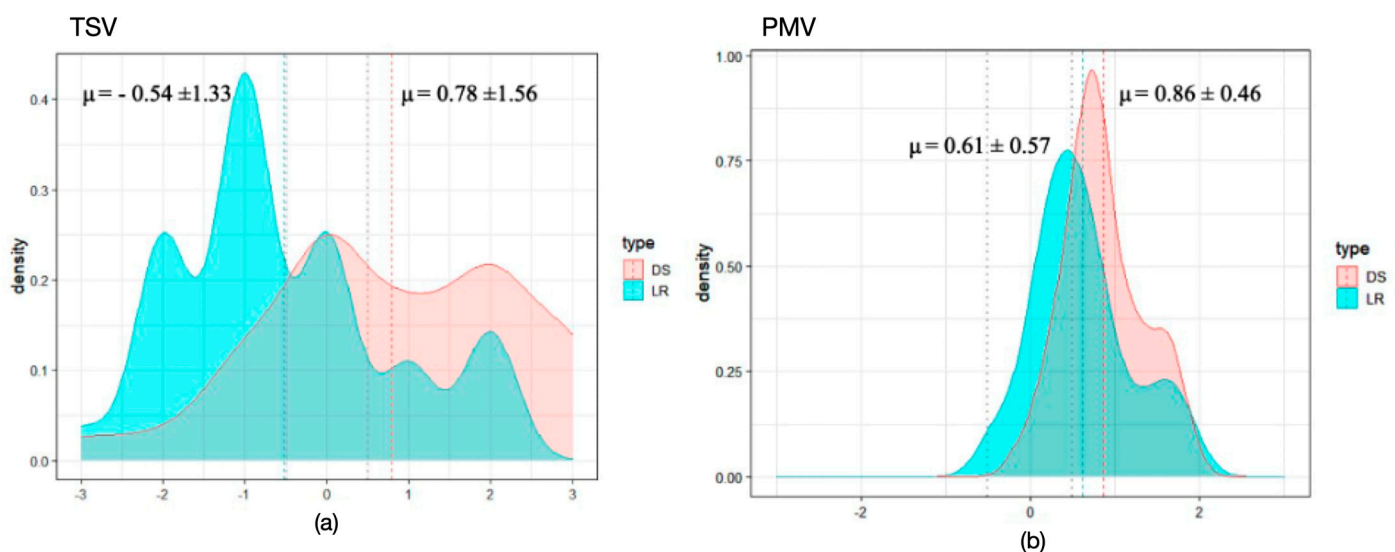 TSV
μ= - 0.54 ±1.33
μ= 0.78 ±1.56
density
0.4
0.3
0.2
0.1
0.0
-3 -2 -1 0 1 2 3
type
DS
LR
(a)
PMV
μ= 0.86 ± 0.46
μ= 0.61 ± 0.57
density
1.00
0.75
0.50
0.25
0.00
-2 0 2
type
DS
LR
(b)